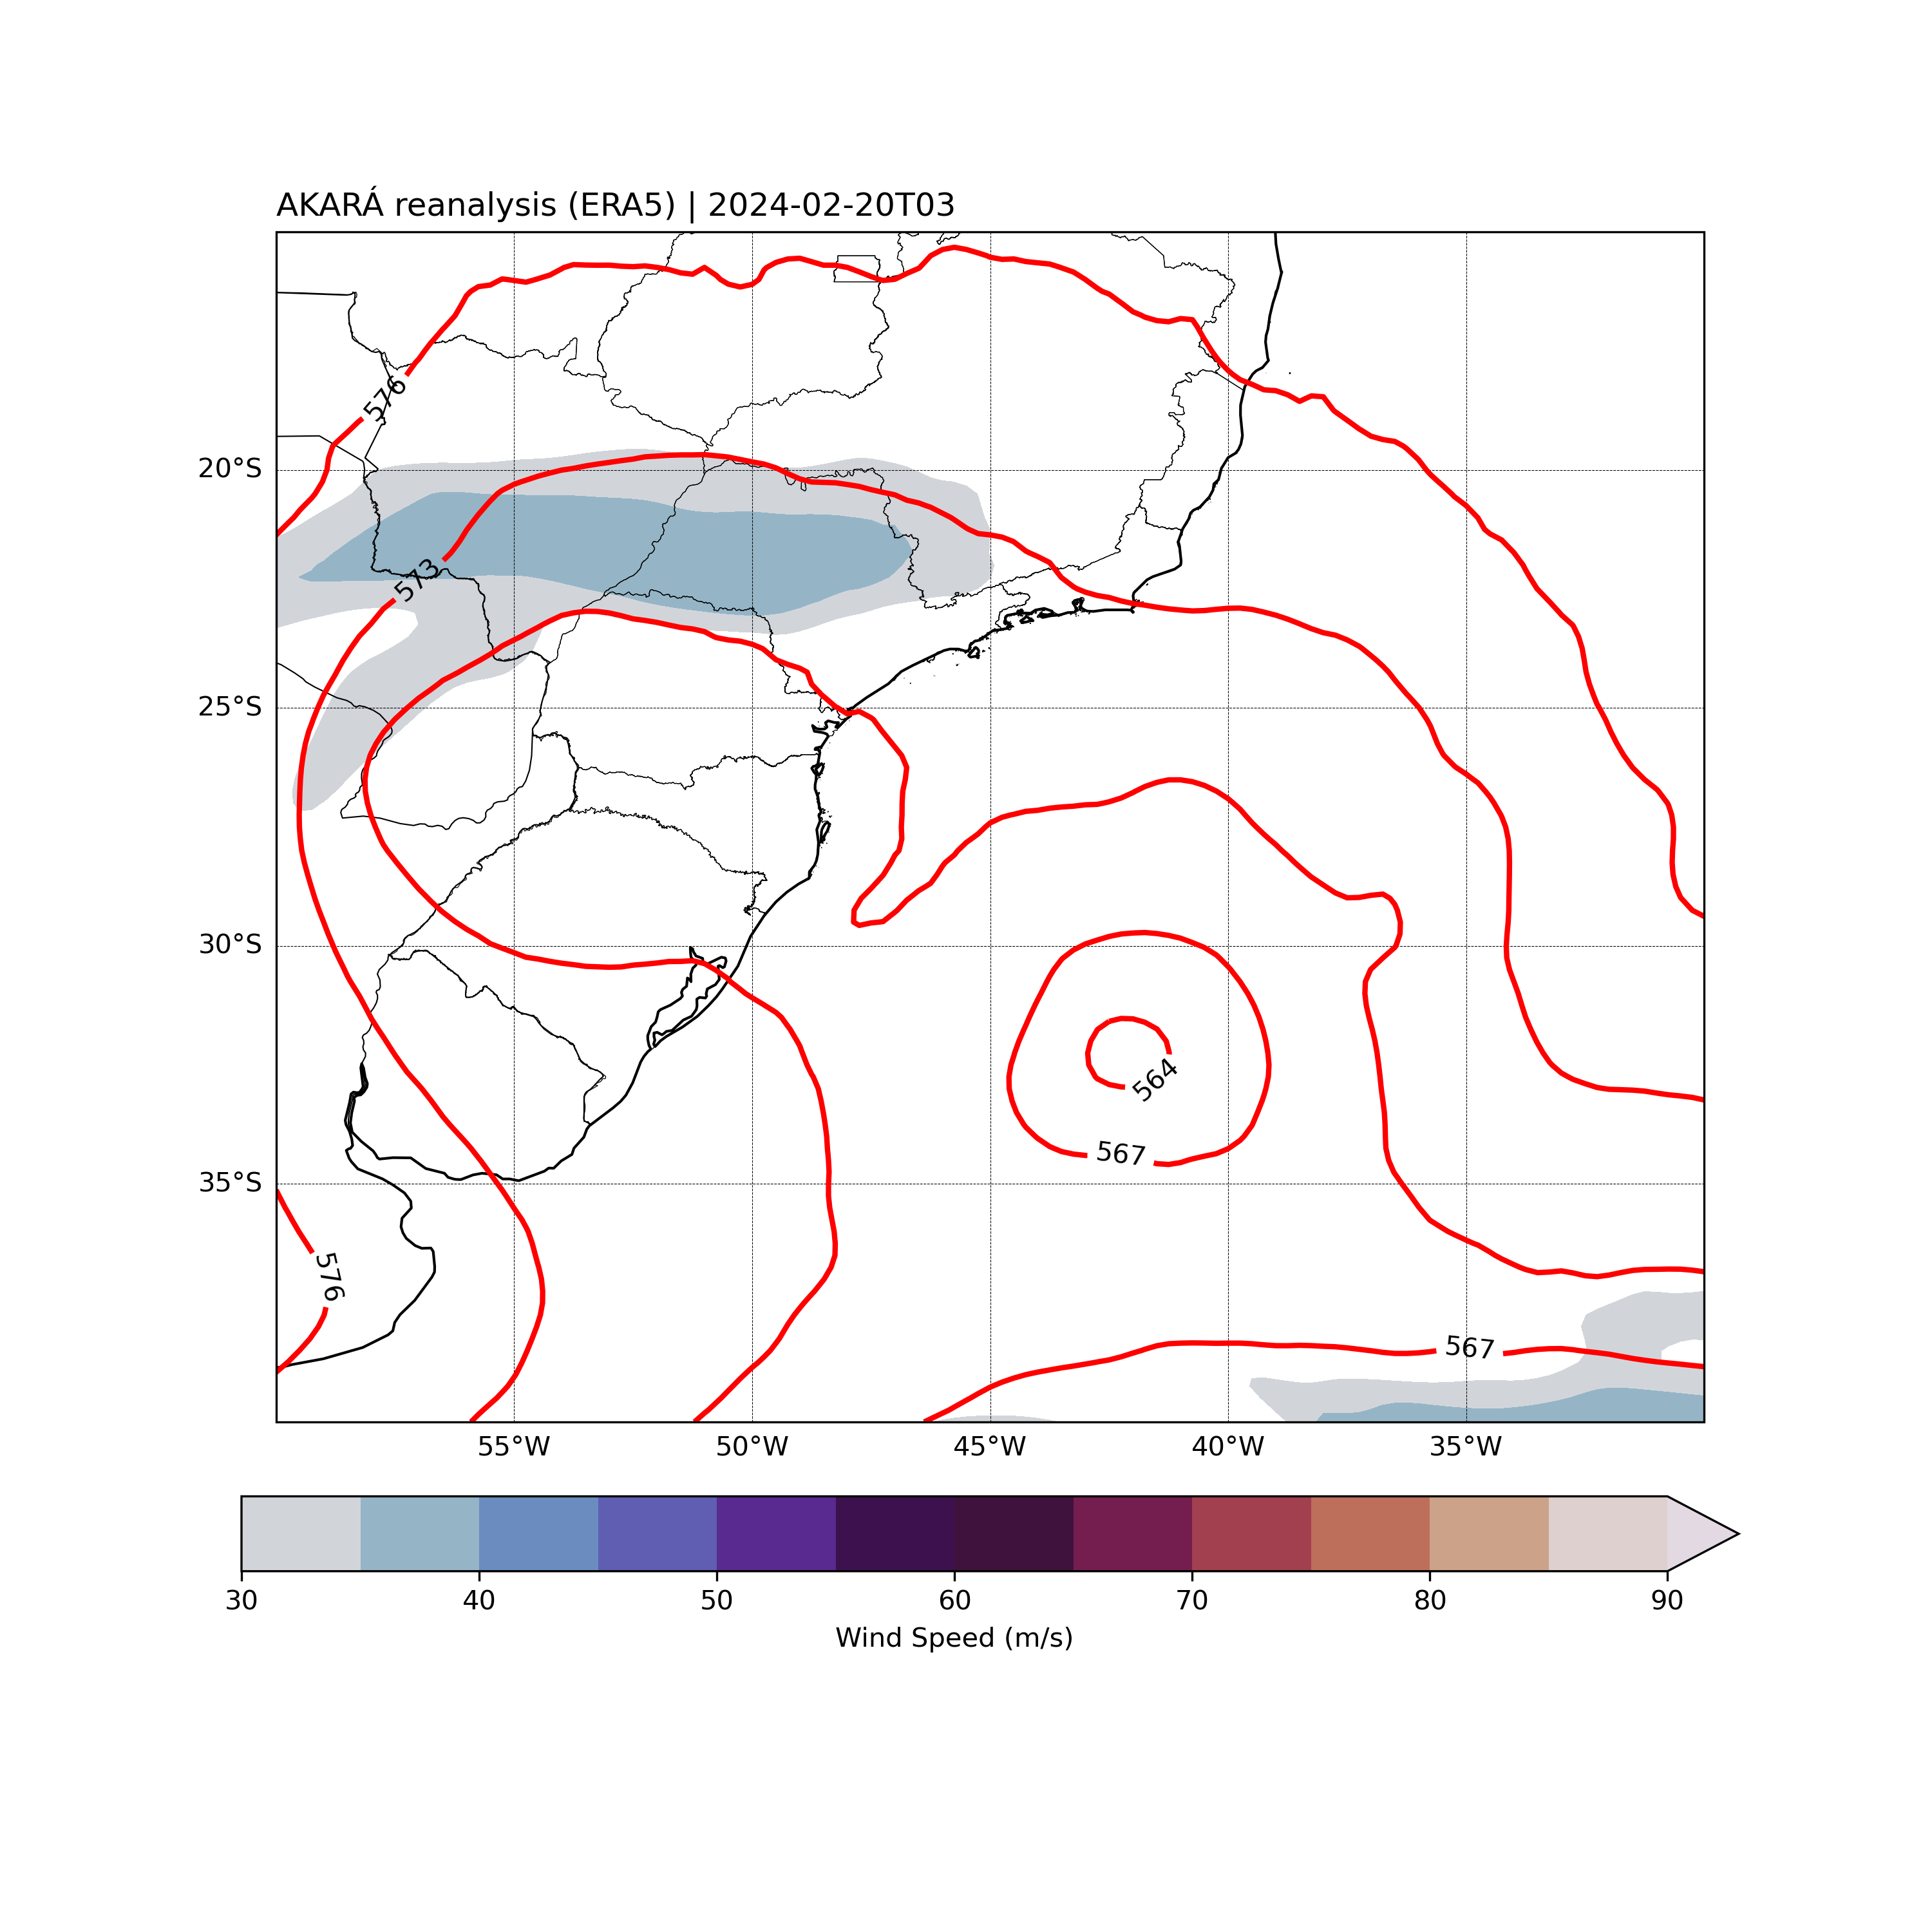 AKARÁ reanalysis (ERA5) | 2024-02-20T03
576
20°S
573
25°S
30°S
564
567
35°S
576
567
55°W 50°W 45°W 40°W 35°W
30 40 50 60 70 80 90
Wind Speed (m/s)